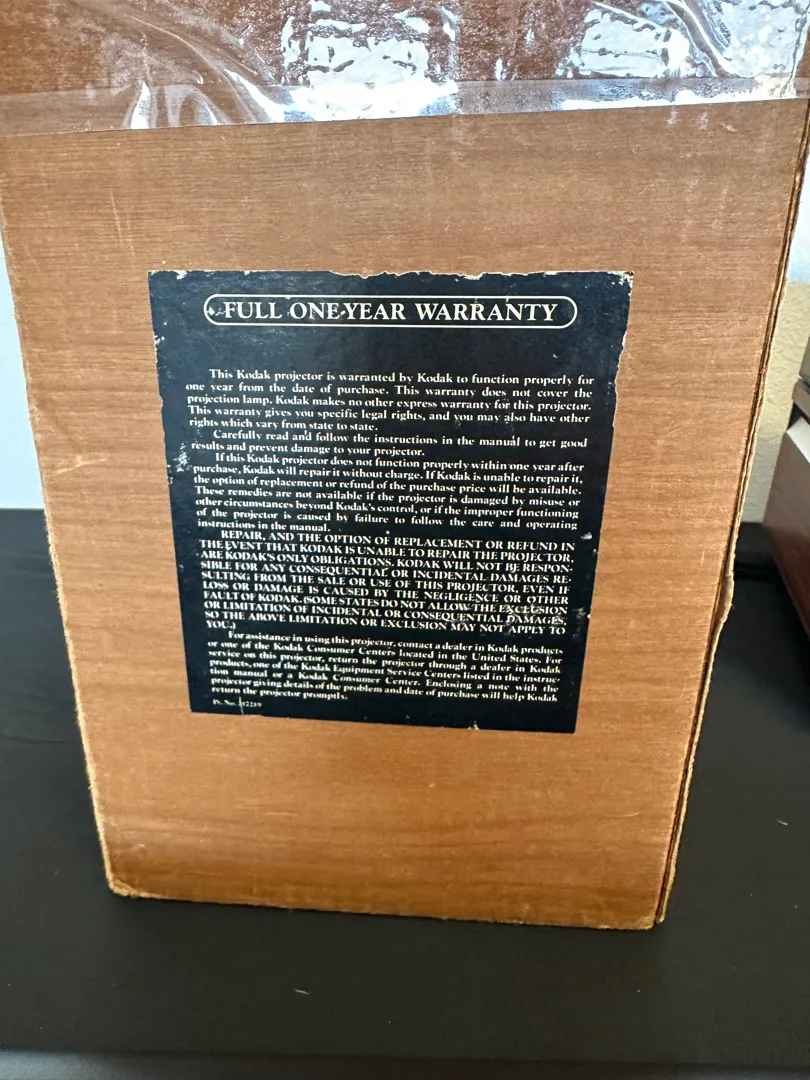 FULL ONE-YEAR WARRANTY
This Kodak projector is warranted by Kodak to function properly for
one year from the date of purchase. This warranty does not cover the
projection lamp. Kodak makes no other express warranty for this projector.
This warranty gives you specific legal rights, and you may also have other
rights which vary from state to state.
Carefully read and follow the instructions in the manual to get good
results and prevent damage to your projector.
If this Kodak projector does not function properly within one year after
purchase, Kodak will repair it without charge. If Kodak is unable to repair it,
the option of replacement or refund of the purchase price will be available.
These remedies are not available if the projector is damaged by misuse or
other circumstances beyond Kodak's control, or if the improper functioning
of the projector is caused by failure to follow the care and operating
instructions in the manual.
REPAIR, AND THE OPTION OF REPLACEMENT OR REFUND IN
THE EVENT THAT KODAK IS UNABLE TO REPAIR THE PROJECTOR,
ARE KODAK'S ONLY OBLIGATIONS. KODAK WILL NOT BE RESPON-
SIBLE FOR ANY CONSEQUENTIAL OR INCIDENTAL DAMAGES RE-
SULTING FROM THE SALE OR USE OF THIS PROJECTOR, EVEN IF
LOSS OR DAMAGE IS CAUSED BY THE NEGLIGENCE OR OTHER
FAULT OF KODAK. (SOME STATES DO NOT ALLOW THE EXCLUSION
OR LIMITATION OF INCIDENTAL OR CONSEQUENTIAL DAMAGES,
SO THE ABOVE LIMITATION OR EXCLUSION MAY NOT APPLY TO
YOU.)
For assistance in using this projector, contact a dealer in Kodak products
or one of the Kodak Consumer Centers located in the United States. For
service on this projector, return the projector through a dealer in Kodak
products, one of the Kodak Equipment Service Centers listed in the instruc-
tion manual or a Kodak Consumer Center. Enclosing a note with the
projector giving details of the problem and date of purchase will help Kodak
return the projector promptly.
Pt. No.